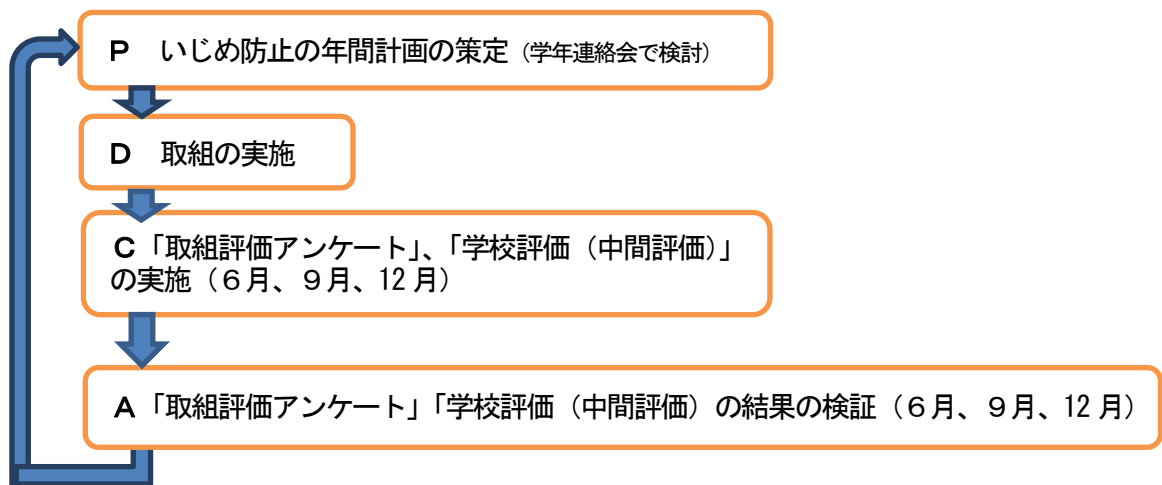 P　いじめ防止の年間計画の策定（学年連絡会で検討）
D　取組の実施
C「取組評価アンケート」、「学校評価（中間評価）」
の実施（６月、９月、12月）
A「取組評価アンケート」「学校評価（中間評価）の結果の検証（６月、９月、12月）